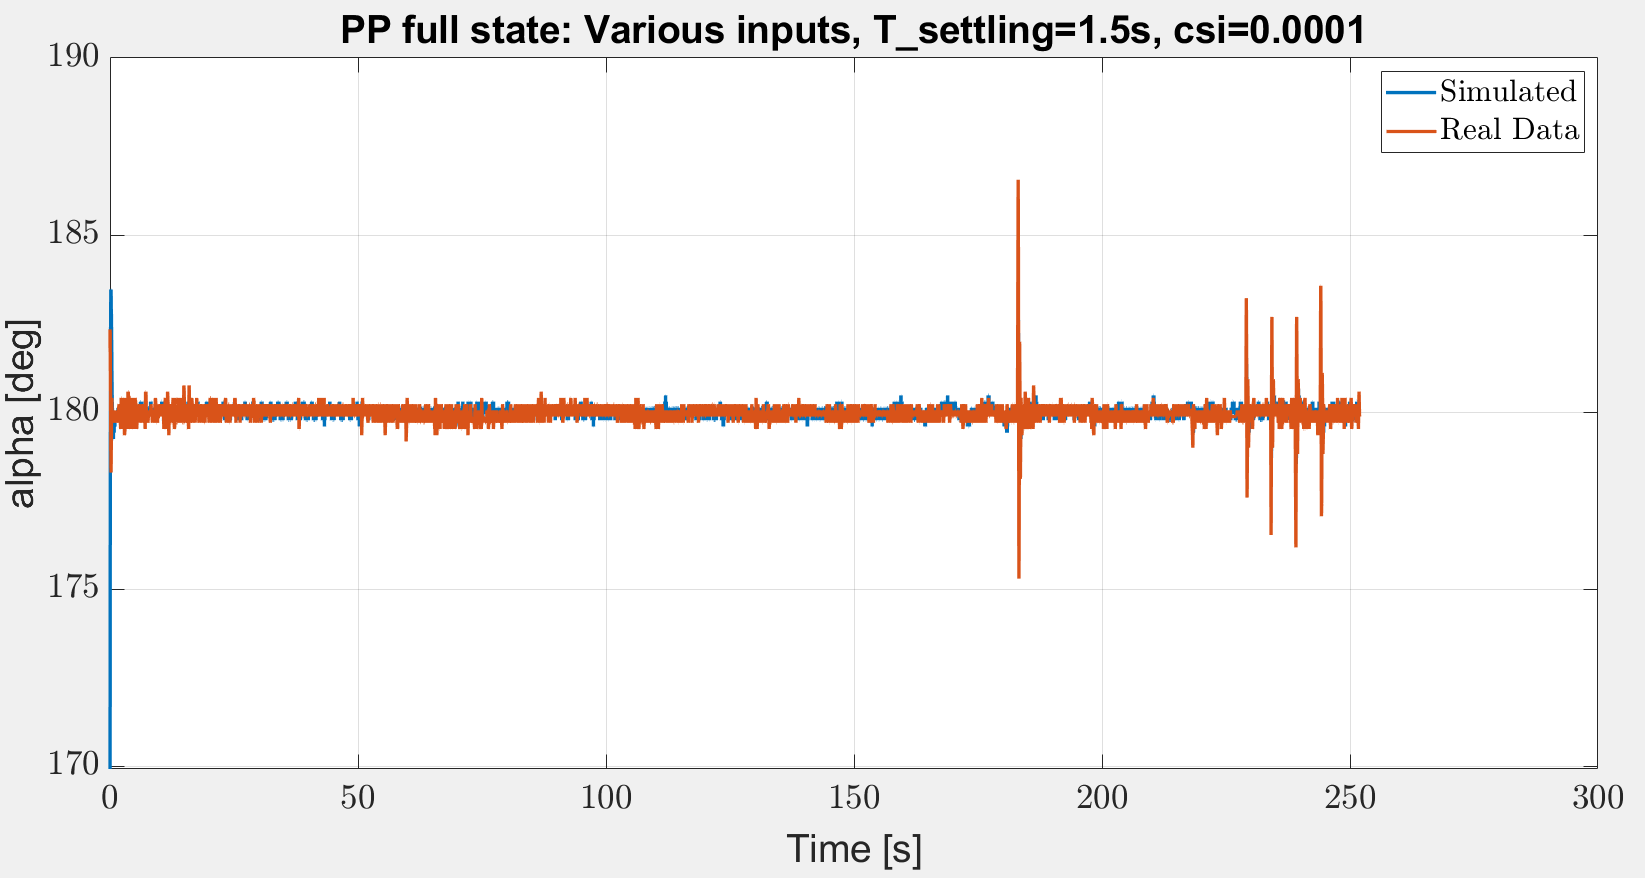 PP full state: Various inputs, T_settling=1.5s, csi=0.0001
190
185
180
175
170
alpha [deg]
Simulated
Real Data
0
50
100
150
200
250
300
Time [s]